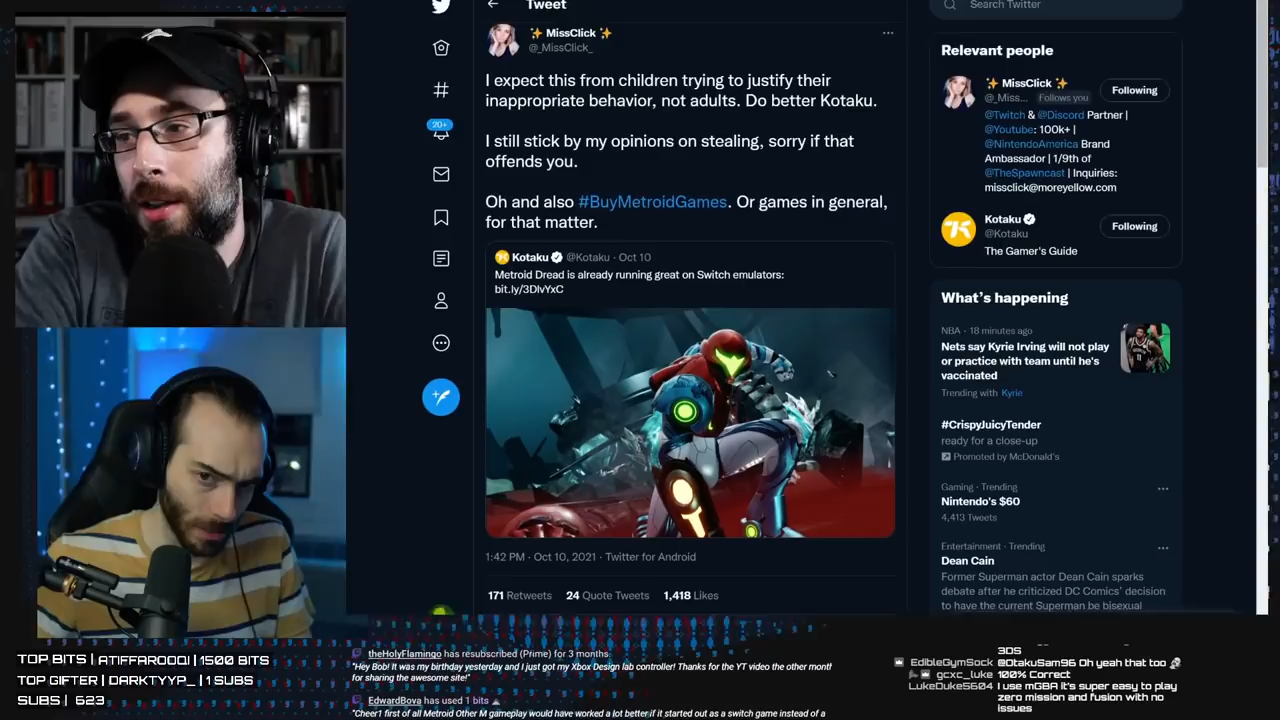 Tweet
✨ MissClick ✨
@_MissClick_
I expect this from children trying to justify their
inappropriate behavior, not adults. Do better Kotaku.
I still stick by my opinions on stealing, sorry if that
offends you.
Oh and also #BuyMetroidGames. Or games in general,
for that matter.
Kotaku @Kotaku · Oct 10
Metroid Dread is already running great on Switch emulators:
bit.ly/3DlvYxC
1:42 PM · Oct 10, 2021 · Twitter for Android
171 Retweets 24 Quote Tweets 1,418 Likes
20+
Search Twitter
Relevant people
✨ MissClick ✨
@_Miss... Follows you
Following
@Twitch & @Discord Partner |
@Youtube: 100k+ |
@NintendoAmerica Brand
Ambassador | 1/9th of
@TheSpawncast | Inquiries:
missclick@moreyellow.com
Kotaku
@Kotaku
Following
The Gamer's Guide
What's happening
NBA · 18 minutes ago
Nets say Kyrie Irving will not play
or practice with team until he's
vaccinated
Trending with Kyrie
#CrispyJuicyTender
ready for a close-up
Promoted by McDonald's
Gaming · Trending
Nintendo's $60
4,413 Tweets
Entertainment · Trending
Dean Cain
Former Superman actor Dean Cain sparks
debate after he criticized DC Comics' decision
to have the current Superman be bisexual
TOP BITS | ATIFFAROOQI | 1500 BITS
TOP GIFTER | DARKTYYP_ | 1 SUBS
SUBS | 623
theHolyFlamingo has resubscribed (Prime) for 3 months
"Hey Bob! It was my birthday yesterday and I just got my Xbox Design lab controller! Thanks for the YT video the other month
for sharing the awesome site!"
EdwardBova has used 1 bits
"Cheer1 first of all Metroid Other M gameplay would have worked a lot better if it started out as a switch game instead of a
3DS
EdibleGymSock @OtakuSam96 Oh yeah that too
gcxc_luke 100% Correct
LukeDuke5604 I use mGBA it's super easy to play
zero mission and fusion with no
issues